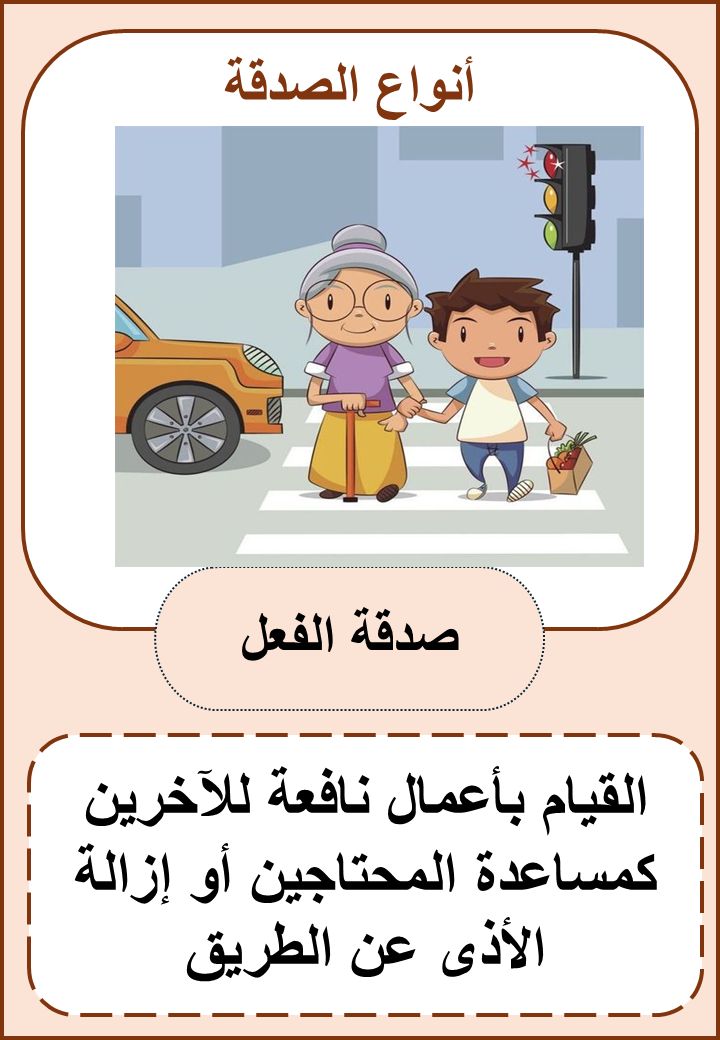 أنواع الصدقة
صدقة الفعل
القيام بأعمال نافعة للآخرين
كمساعدة المحتاجين أو إزالة
الأذى عن الطريق